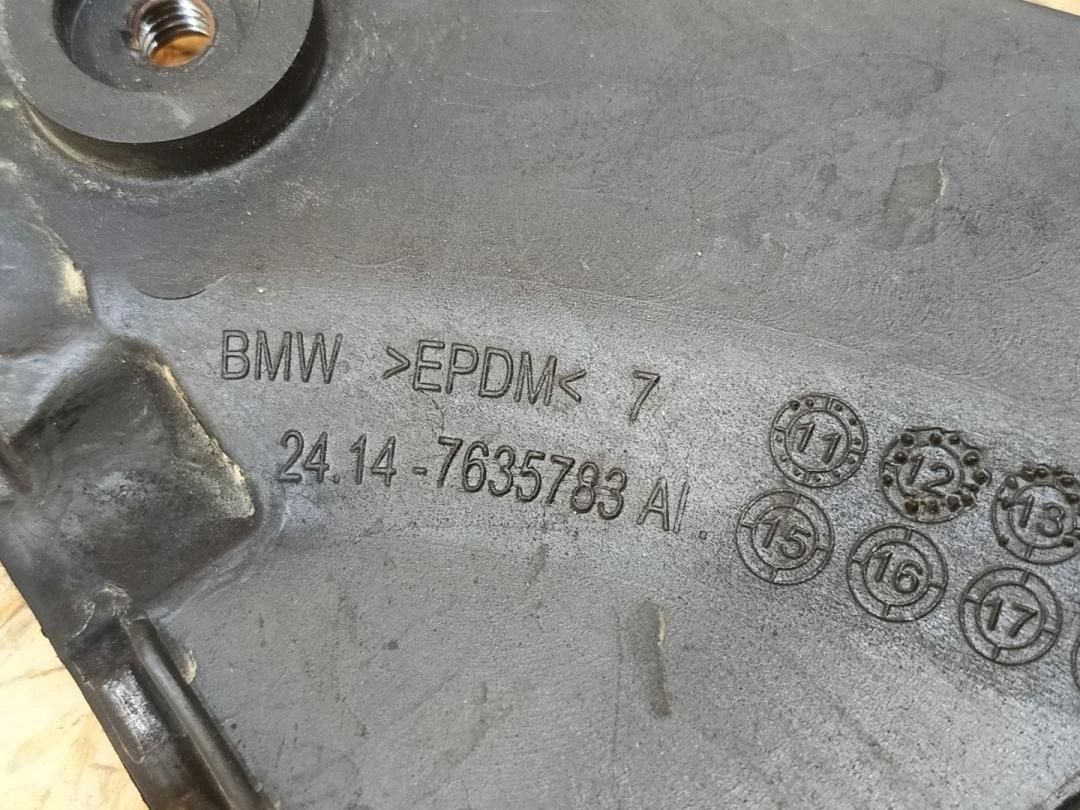 BMW >EPDM< 7
24.14 -7635783 AI.
11 12 13
15 16 17